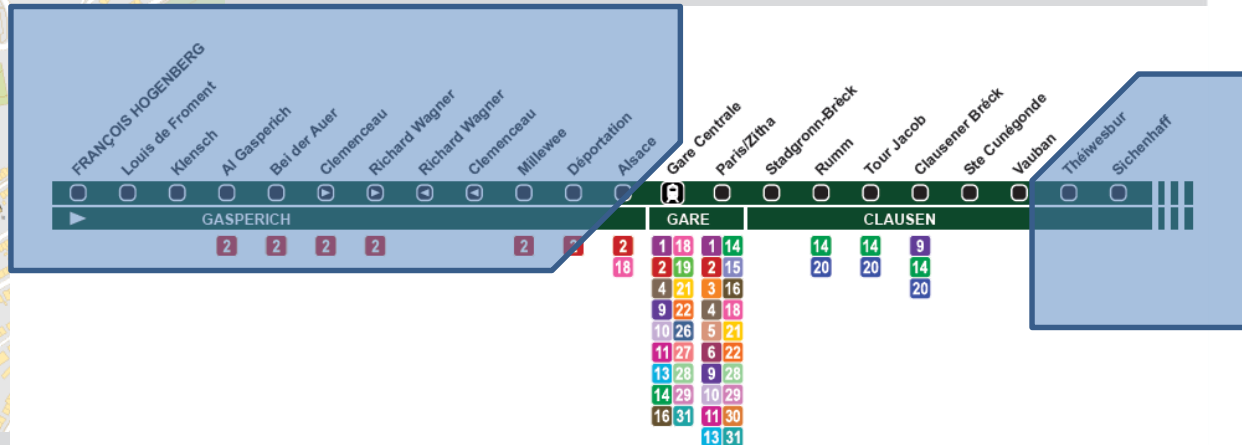 FRANÇOIS HOGENBERG
Louis de Froment
Klensch
Al Gasperich
Bei der Auer
Clemenceau
Richard Wagner
Richard Wagner
Clemenceau
Millewee
Déportation
Alsace
Gare Centrale
Paris/Zitha
Stadgronn-Brèck
Rumm
Tour Jacob
Clausener Bréck
Ste Cunégonde
Vauban
Théiwesbur
Sichenhaff
GASPERICH GARE CLAUSEN
2 2 2 2 2 2 2 1 18 1 14 14 14 9
18 2 19 2 15 20 20 14
4 21 3 16 20
9 22 4 18
10 26 5 21
11 27 6 22
13 28 9 28
14 29 10 29
16 31 11 30
13 31